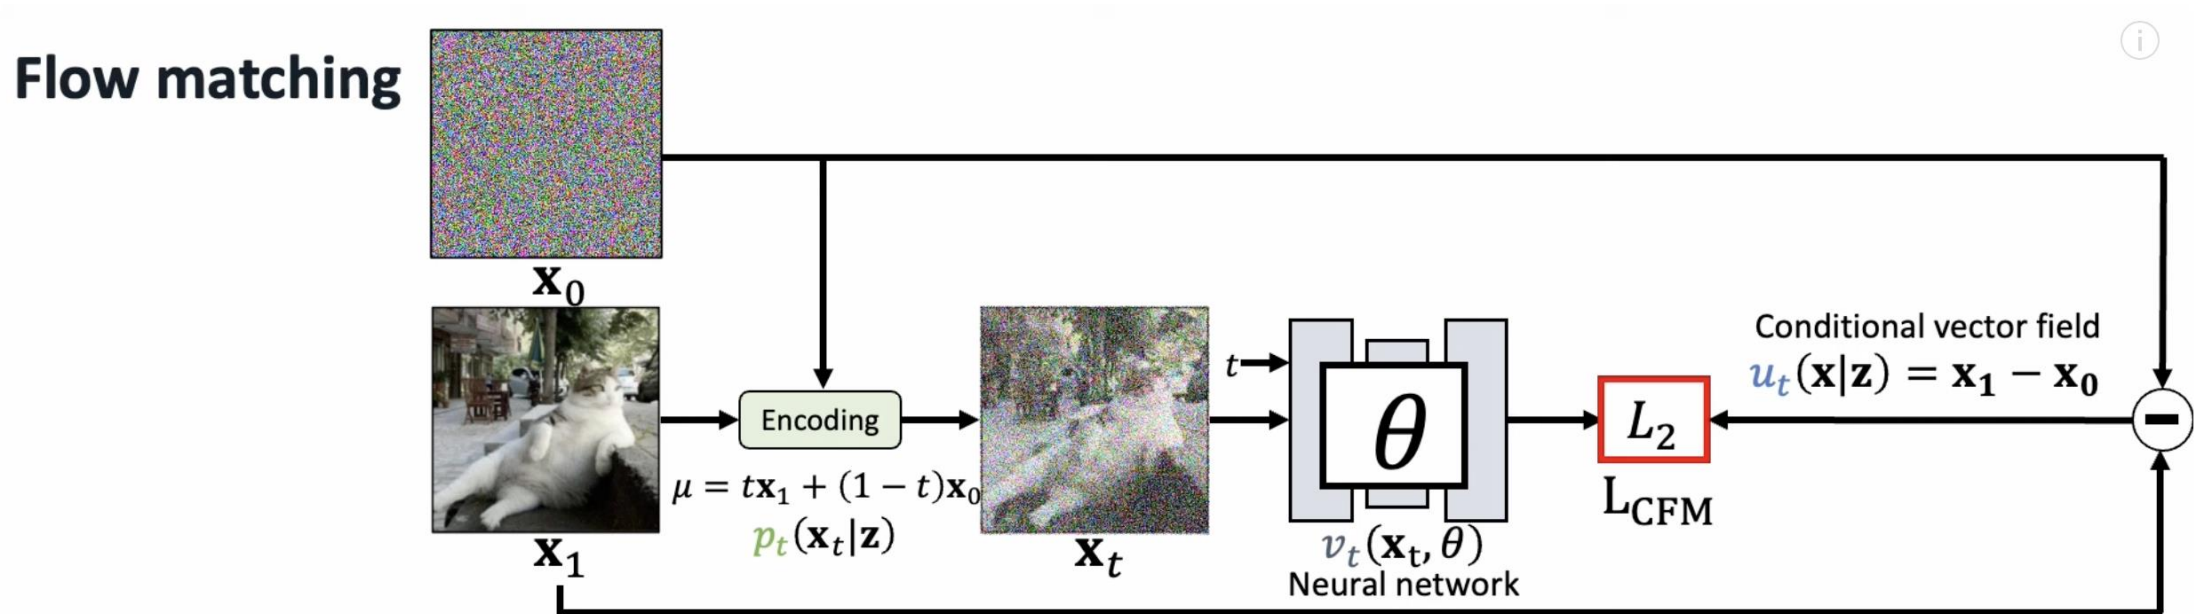 Flow matching
i
x₀
x₁
Encoding
μ = tx₁ + (1 − t)x₀
pₜ(xₜ|z)
xₜ
t
θ
vₜ(xₜ, θ)
Neural network
L₂
L_CFM
Conditional vector field
uₜ(x|z) = x₁ − x₀
−